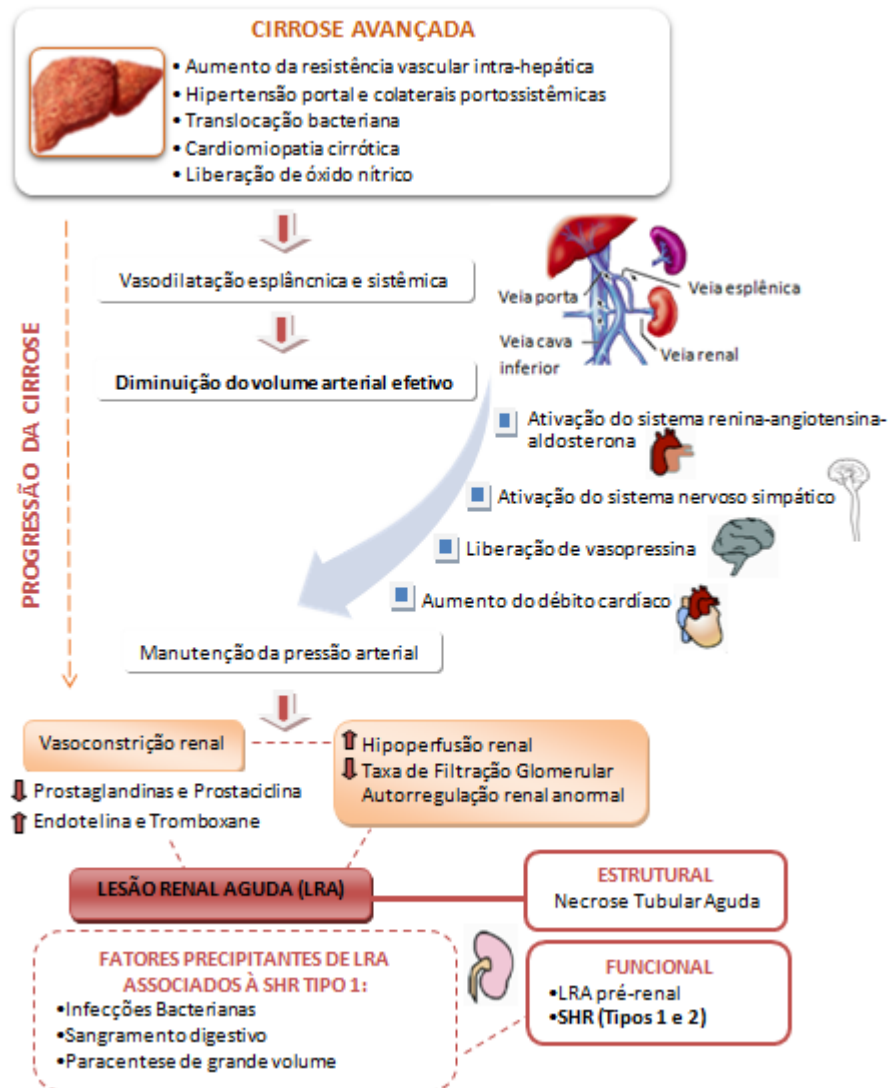 CIRROSE AVANÇADA
• Aumento da resistência vascular intra-hepática
• Hipertensão portal e colaterais portossistêmicas
• Translocação bacteriana
• Cardiomiopatia cirrótica
• Liberação de óxido nítrico
PROGRESSÃO DA CIRROSE
Vasodilatação esplâncnica e sistêmica
Veia porta
Veia esplênica
Veia cava
inferior
Veia renal
Diminuição do volume arterial efetivo
Ativação do sistema renina-angiotensina-
aldosterona
Ativação do sistema nervoso simpático
Liberação de vasopressina
Aumento do débito cardíaco
Manutenção da pressão arterial
Vasoconstrição renal
Prostaglandinas e Prostaciclina
Endotelina e Tromboxane
Hipoperfusão renal
Taxa de Filtração Glomerular
Autorregulação renal anormal
LESÃO RENAL AGUDA (LRA)
ESTRUTURAL
Necrose Tubular Aguda
FATORES PRECIPITANTES DE LRA
ASSOCIADOS À SHR TIPO 1:
•Infecções Bacterianas
•Sangramento digestivo
•Paracentese de grande volume
FUNCIONAL
•LRA pré-renal
•SHR (Tipos 1 e 2)